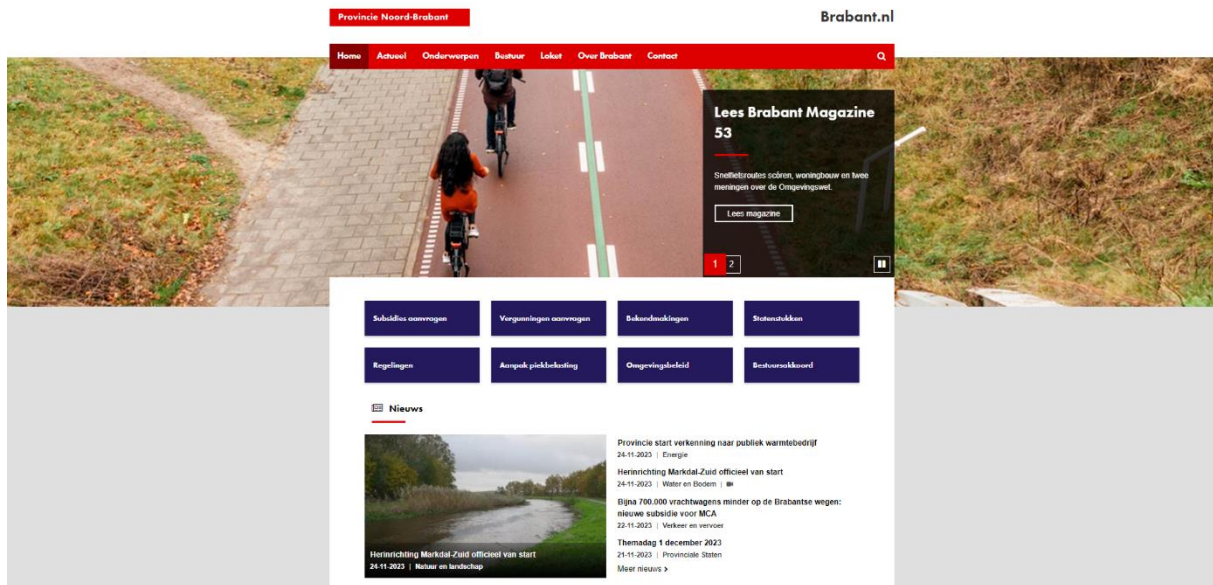 Provincie Noord-Brabant
Brabant.nl
Home Actueel Onderwerpen Bestuur Loket Over Brabant Contact
Lees Brabant Magazine
53
Snelfietsroutes scoren, woningbouw en twee
meningen over de Omgevingswet.
Lees magazine
1 2
Subsidies aanvragen Vergunningen aanvragen Bekendmakingen Statenstukken
Regelingen Aanpak piekbelasting Omgevingsbeleid Bestuursakkoord
Nieuws
Provincie start verkenning naar publiek warmtebedrijf
24-11-2023 | Energie
Herinrichting Markdal-Zuid officieel van start
24-11-2023 | Water en Bodem |
Bijna 700.000 vrachtwagens minder op de Brabantse wegen:
nieuwe subsidie voor MCA
22-11-2023 | Verkeer en vervoer
Themadag 1 december 2023
21-11-2023 | Provinciale Staten
Meer nieuws >
Herinrichting Markdal-Zuid officieel van start
24-11-2023 | Natuur en landschap